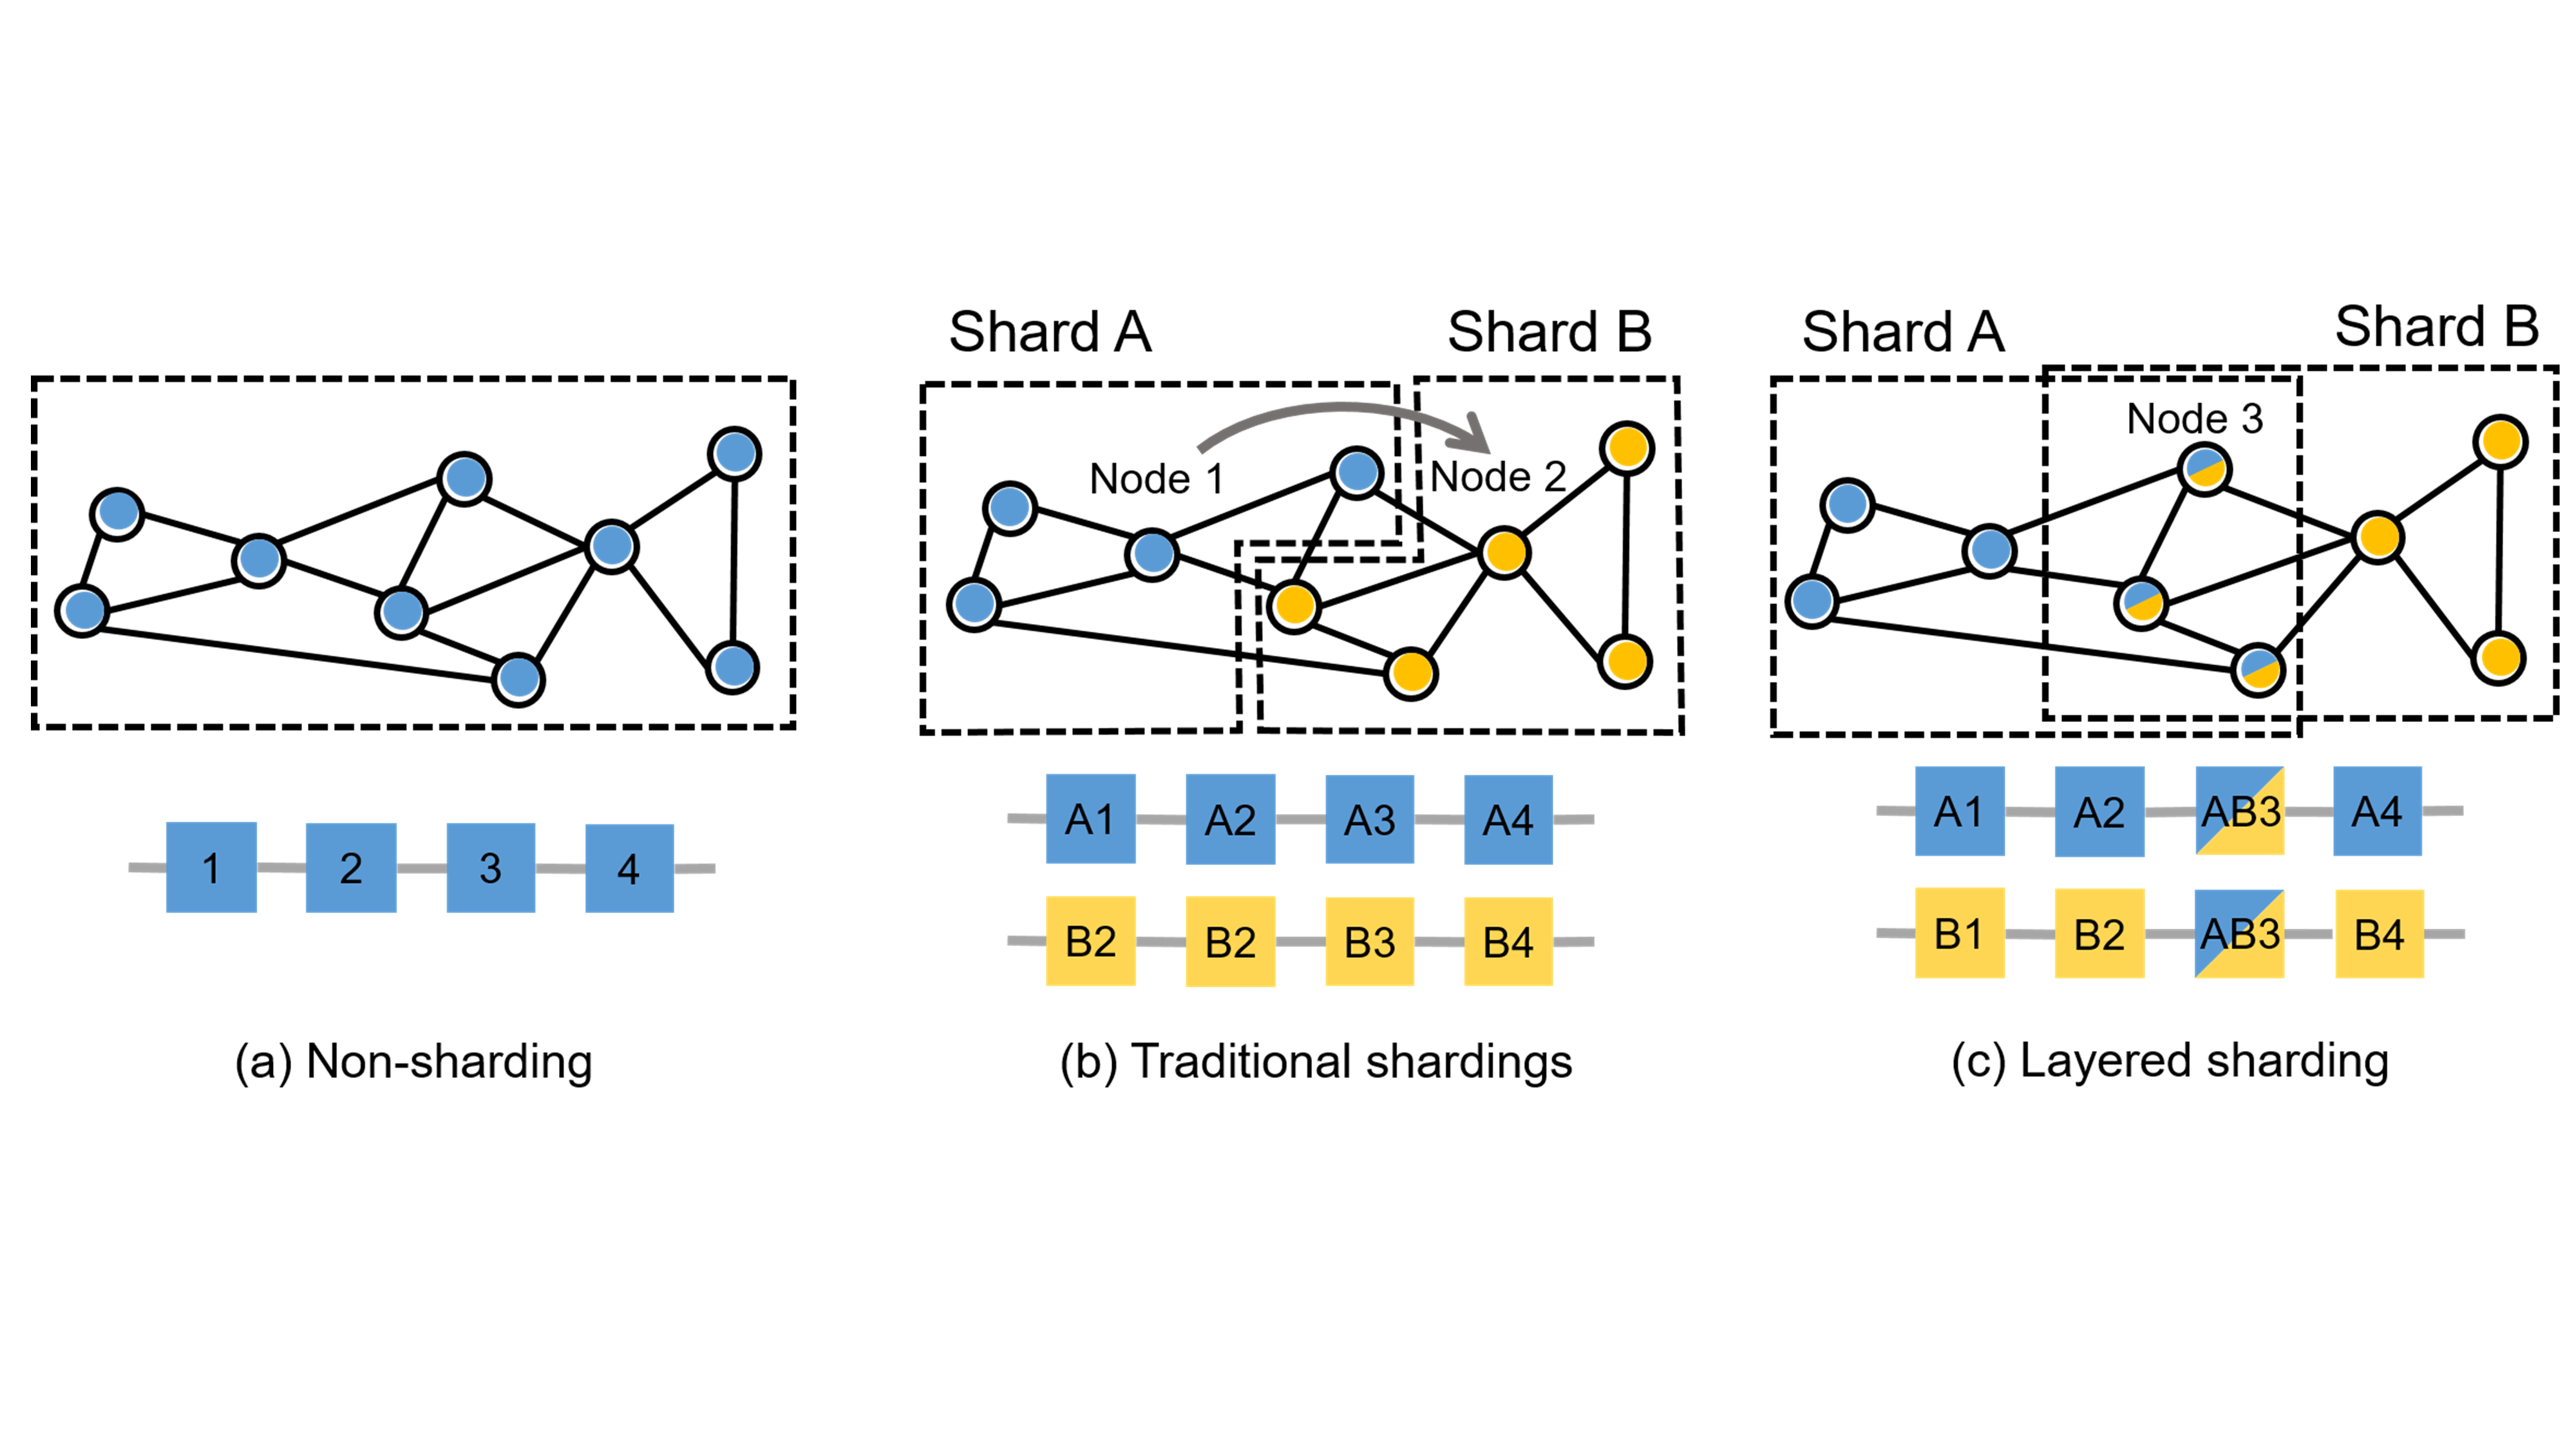 1 2 3 4
(a) Non-sharding
Shard A Shard B
Node 1 Node 2
A1 A2 A3 A4
B2 B2 B3 B4
(b) Traditional shardings
Shard A Shard B
Node 3
A1 A2 AB3 A4
B1 B2 AB3 B4
(c) Layered sharding